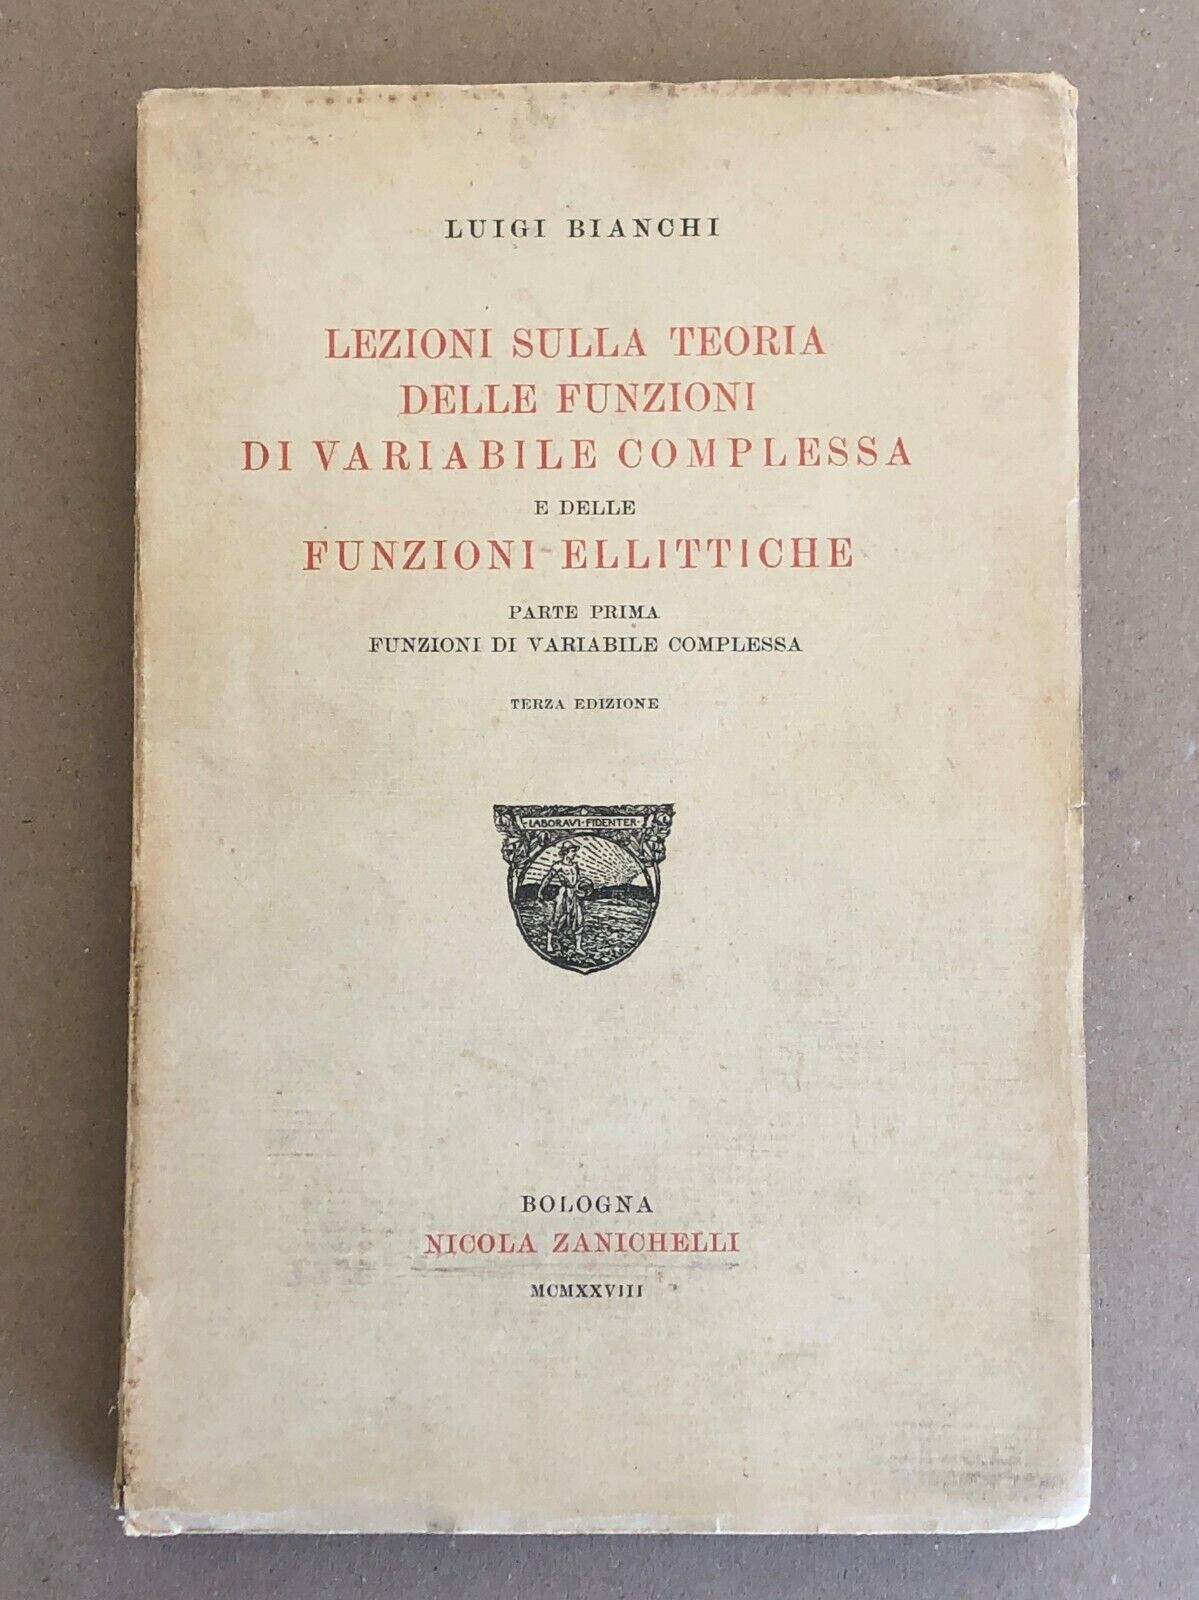 LUIGI BIANCHI
LEZIONI SULLA TEORIA
DELLE FUNZIONI
DI VARIABILE COMPLESSA
E DELLE
FUNZIONI ELLITTICHE
PARTE PRIMA
FUNZIONI DI VARIABILE COMPLESSA
TERZA EDIZIONE
·LABORAVI·FIDENTER·
BOLOGNA
NICOLA ZANICHELLI
MCMXXVIII